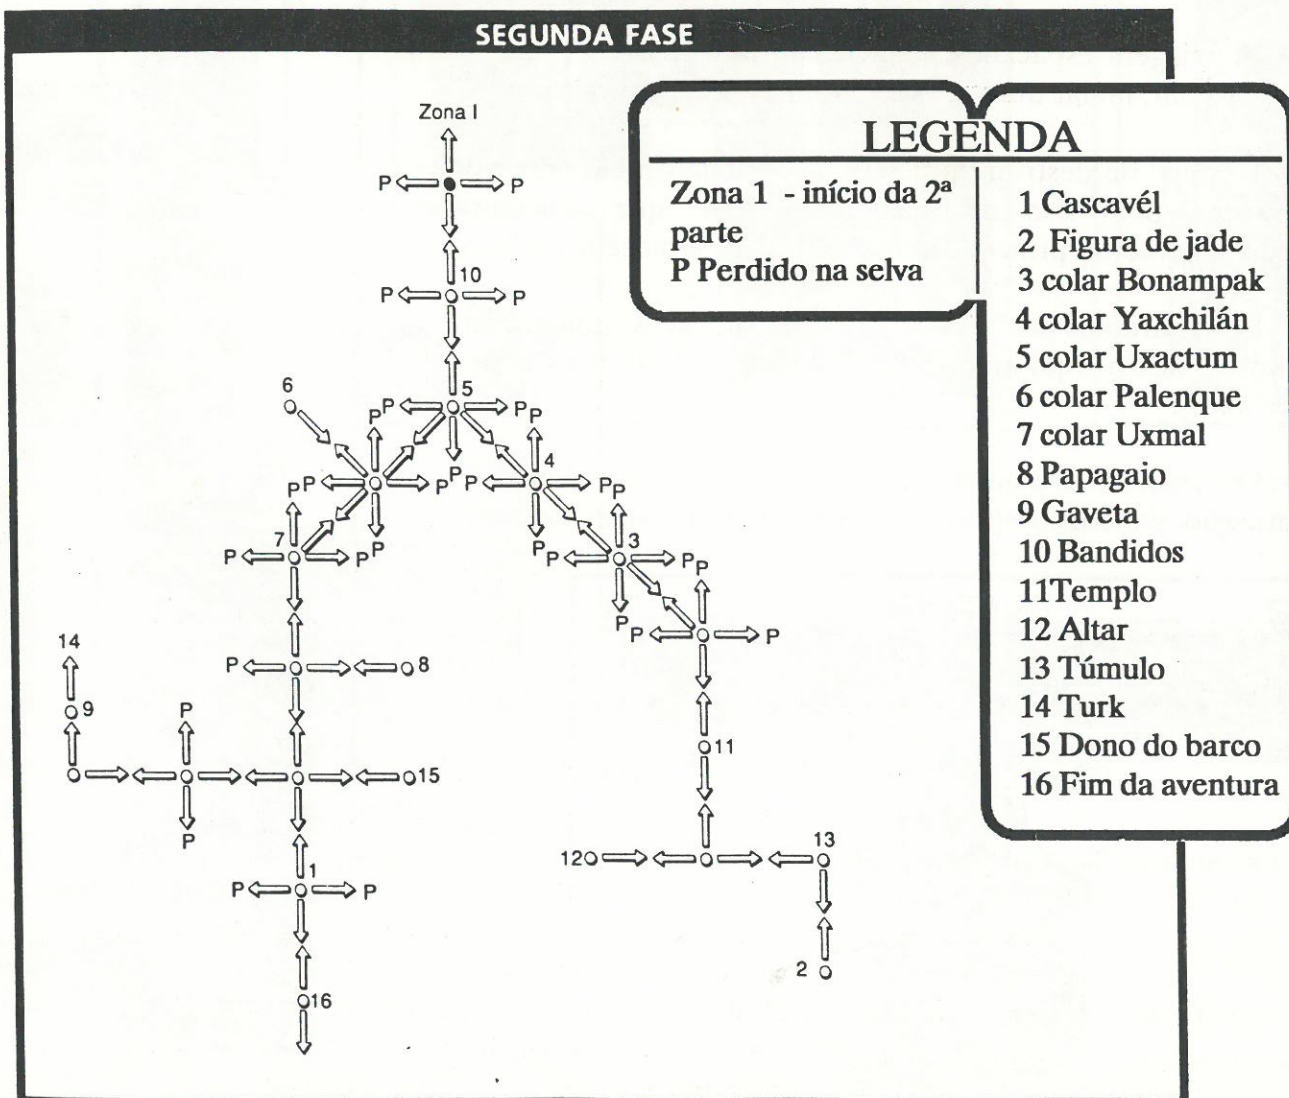 SEGUNDA FASE
LEGENDA
Zona 1 - início da 2ª
parte
P Perdido na selva
1 Cascavél
2 Figura de jade
3 colar Bonampak
4 colar Yaxchilán
5 colar Uxactum
6 colar Palenque
7 colar Uxmal
8 Papagaio
9 Gaveta
10 Bandidos
11Templo
12 Altar
13 Túmulo
14 Turk
15 Dono do barco
16 Fim da aventura
Zona I
P P
10
P P
6 5
P P P P
4
P P P P P P
P P
7 3
P P P P P
P P
P P
14
P 8
9 P
11
15
P
12 13
1
P P
2
16